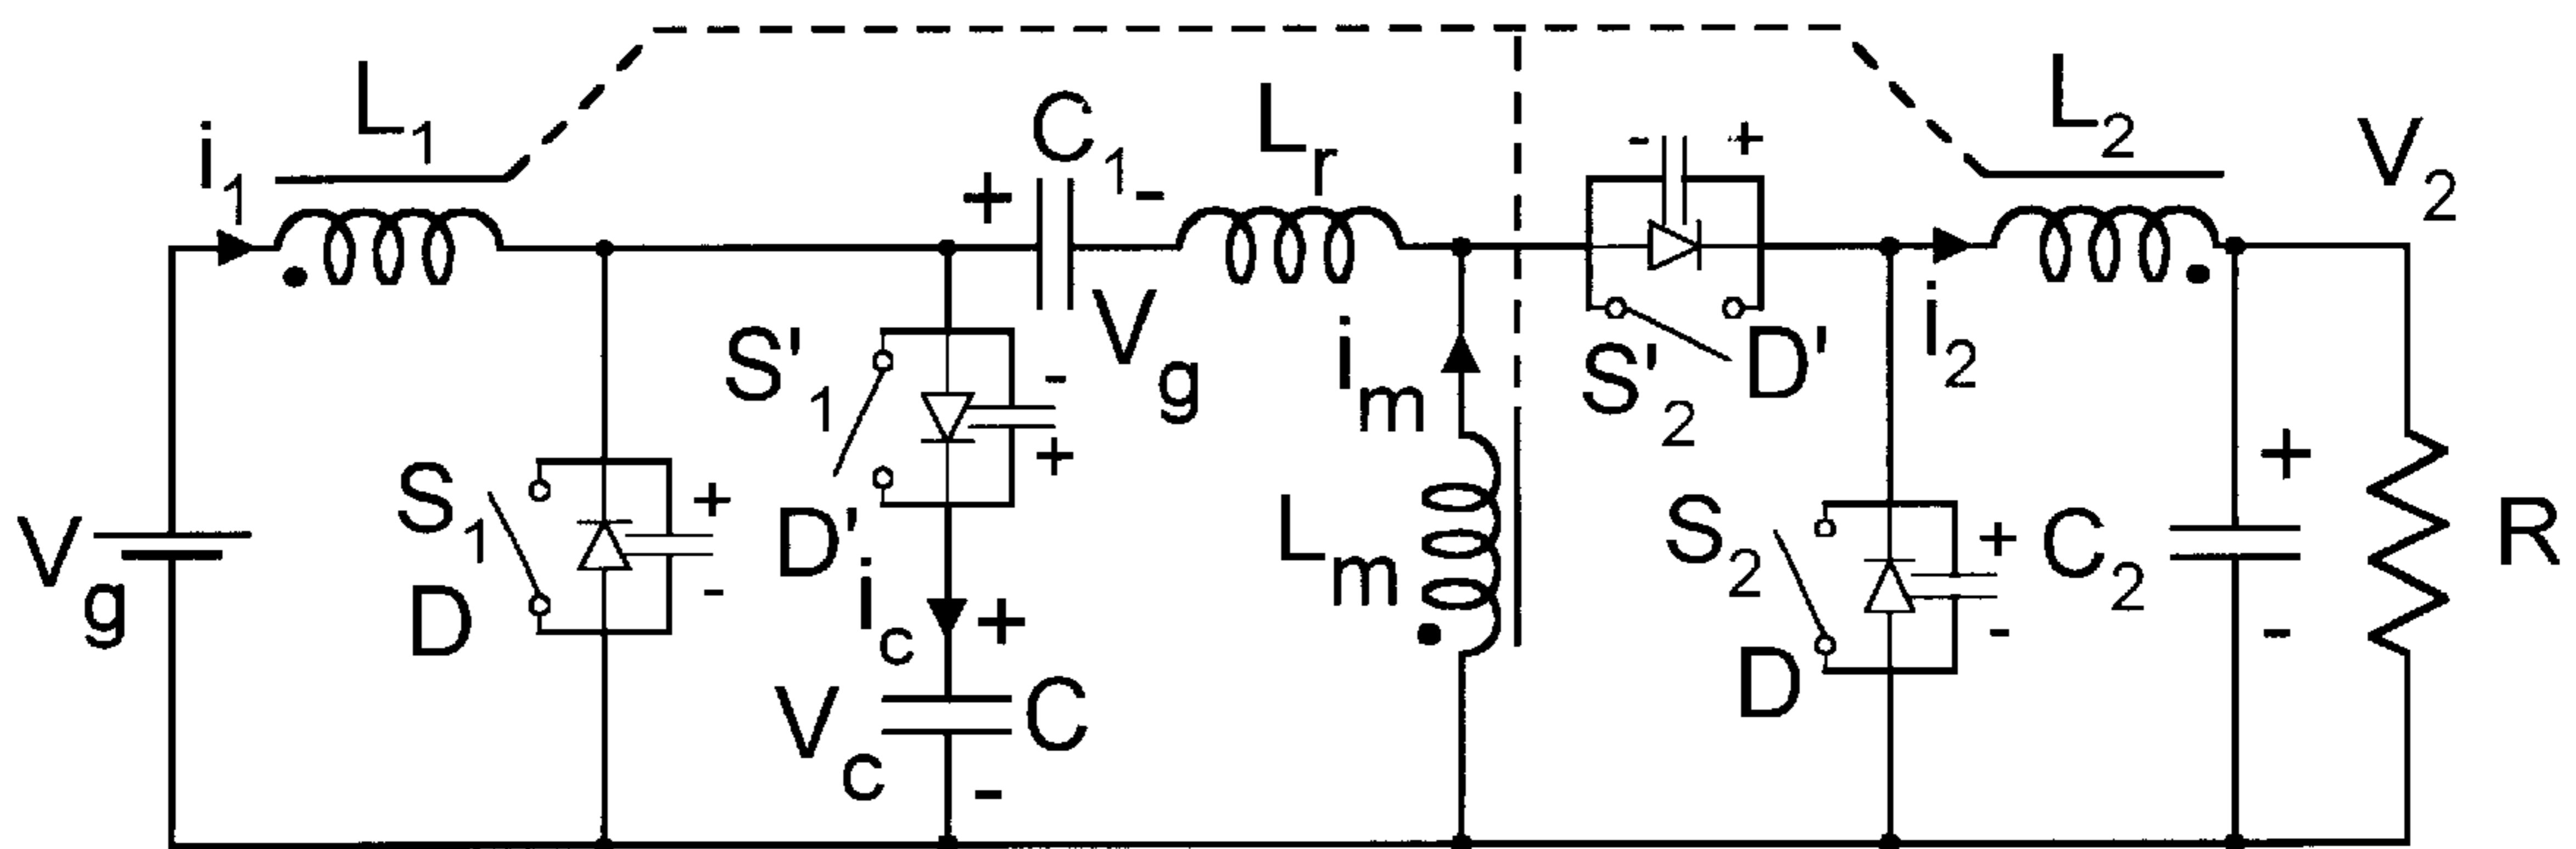 i1
L1
+ C1 -
Vg
Lr
- +
S'2 D'
L2
i2
V2
S'1
D'
-
+
im
Lm
Vg
S1
D
+
-
ic
+
Vc
C
-
S2
D
+
-
C2
+
-
R